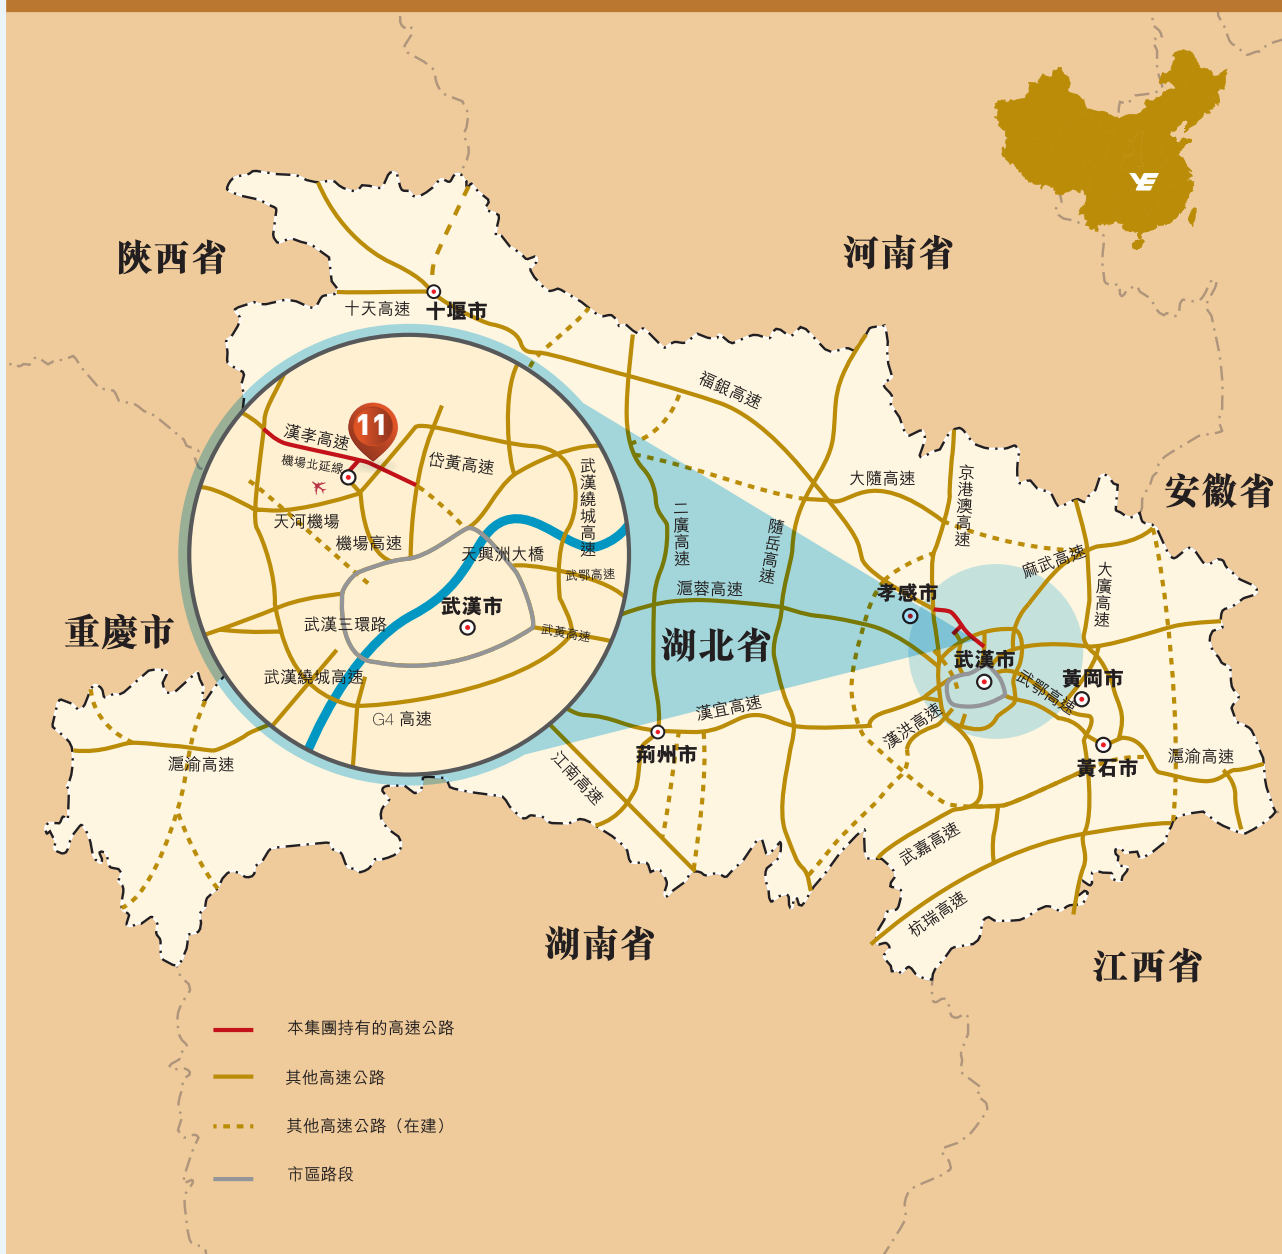 YE
陝西省
河南省
十天高速
十堰市
福銀高速
漢孝高速
11
機場北延線
岱黃高速
武漢繞城高速
大隨高速
京港澳高速
安徽省
天河機場
機場高速
天興洲大橋
二廣高速
隨岳高速
麻武高速
大廣高速
武鄂高速
滬蓉高速
孝感市
武漢市
重慶市
武漢三環路
武黃高速
湖北省
武漢市
武漢繞城高速
武鄂高速
黃岡市
G4 高速
漢宜高速
漢洪高速
滬渝高速
江南高速
荊州市
黃石市
滬渝高速
武嘉高速
杭瑞高速
湖南省
江西省
本集團持有的高速公路
其他高速公路
其他高速公路（在建）
市區路段